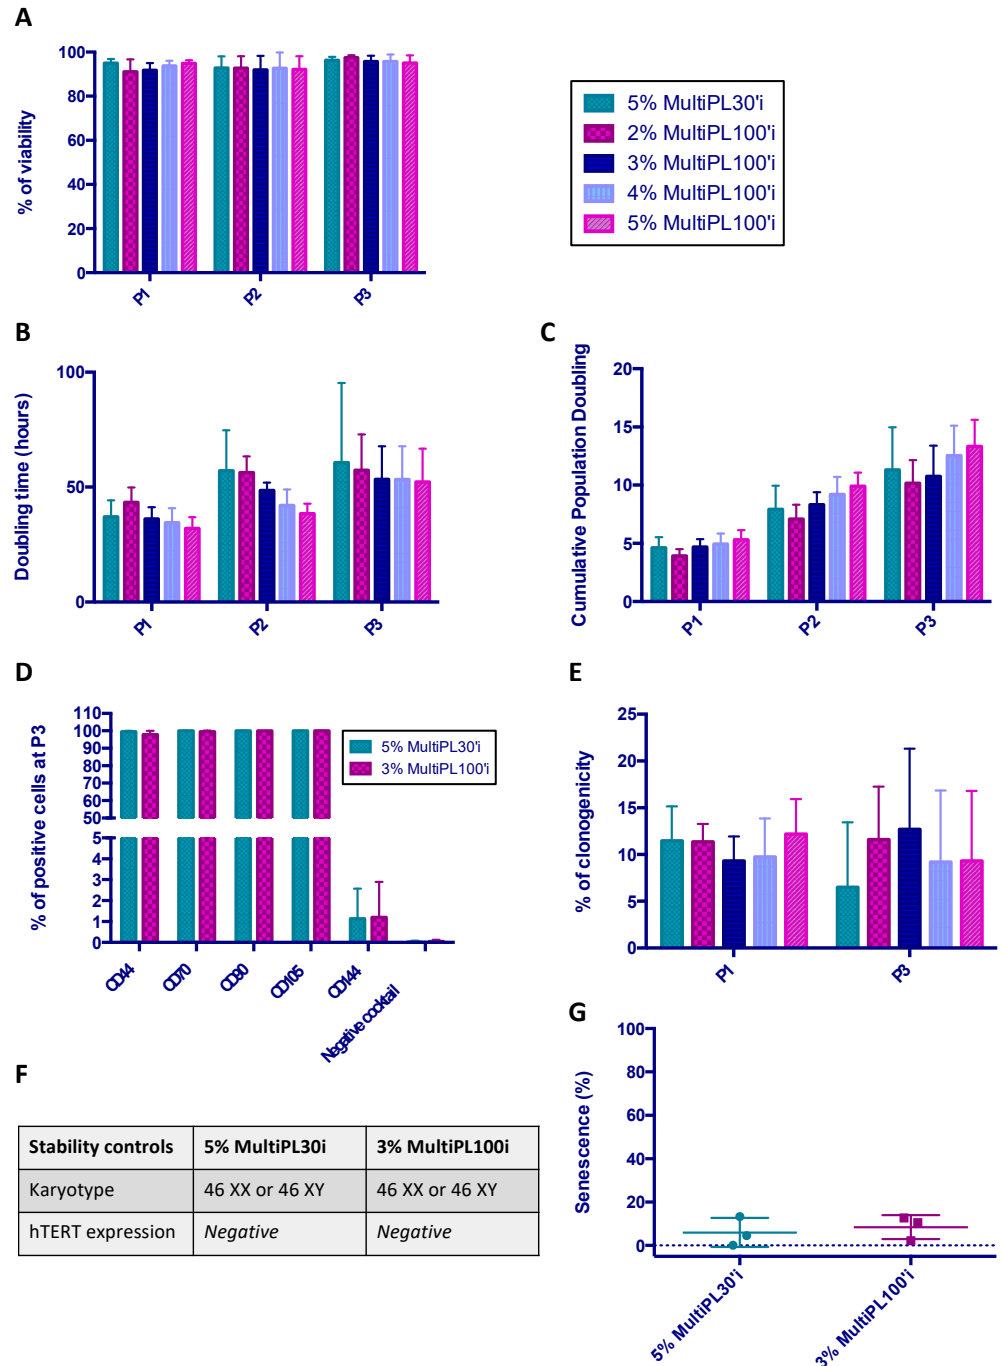 A
% of viability
100
80
60
40
20
0
P1
P2
P3
5% MultiPL30'i
2% MultiPL100'i
3% MultiPL100'i
4% MultiPL100'i
5% MultiPL100'i
B
Doubling time (hours)
100
50
0
P1
P2
P3
C
Cumulative Population Doubling
20
15
10
5
0
P1
P2
P3
D
% of positive cells at P3
110
100
90
80
70
60
50
5
4
3
2
1
0
CD44
CD70
CD90
CD105
CD144
Negative cocktail
5% MultiPL30'i
3% MultiPL100'i
E
% of clonogenicity
25
20
15
10
5
0
P1
P3
F
Stability controls 5% MultiPL30i 3% MultiPL100i
Karyotype 46 XX or 46 XY 46 XX or 46 XY
hTERT expression Negative Negative
G
Senescence (%)
100
80
60
40
20
0
5% MultiPL30'i
3% MultiPL100'i